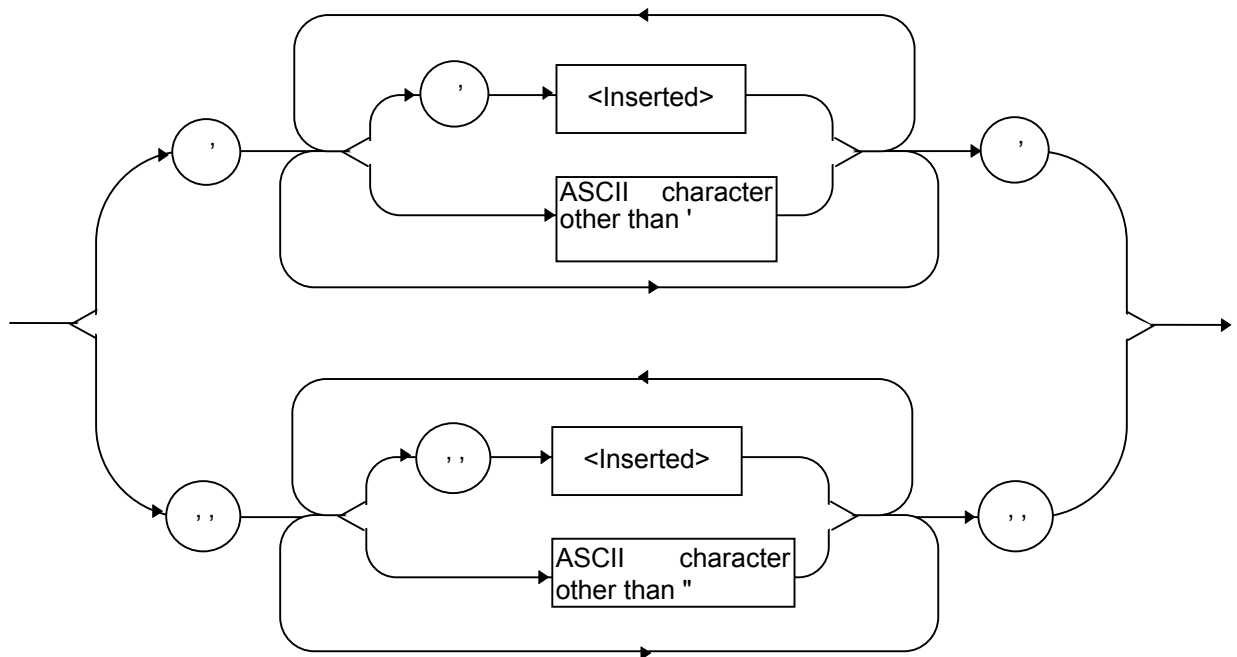 '
<Inserted>
'
'
ASCII character
other than '
''
<Inserted>
''
''
ASCII character
other than "